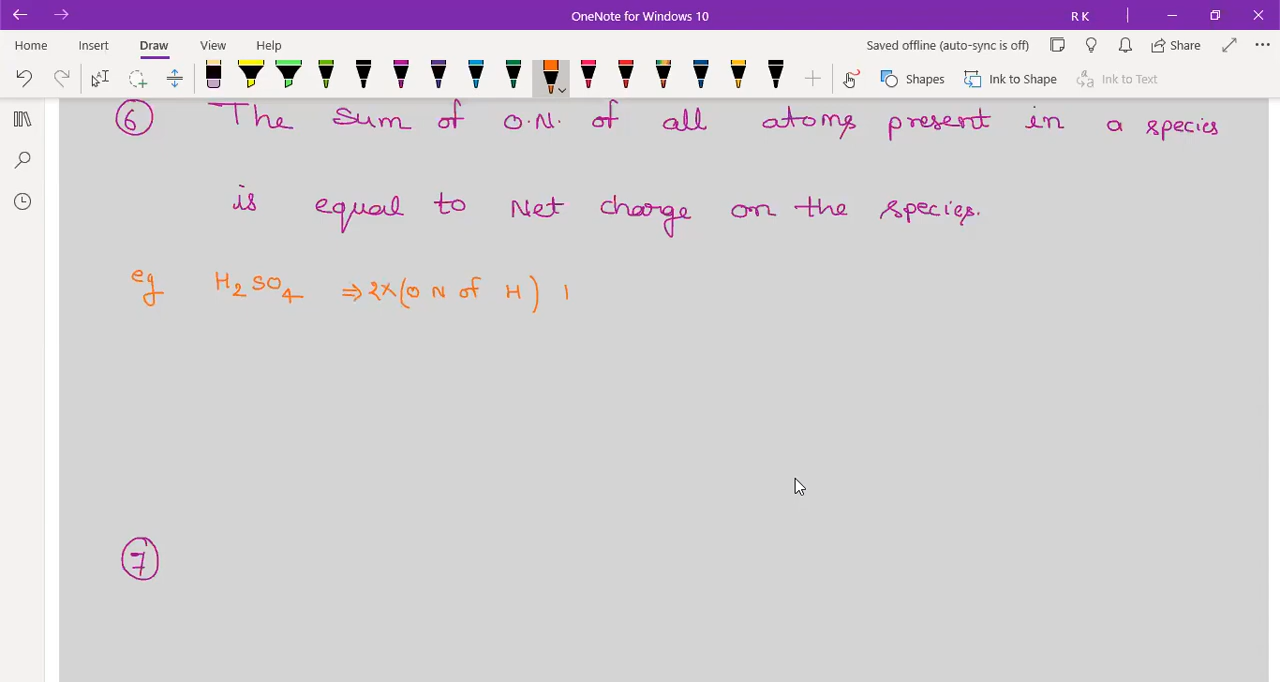 OneNote for Windows 10
R K
Home Insert Draw View Help
Saved offline (auto-sync is off)
Share
Shapes
Ink to Shape
Ink to Text
6 The Sum of O.N. of all atoms present in a species
is equal to Net charge on the species.
eg H2SO4 ⇒ 2x(O N of H) 1
7